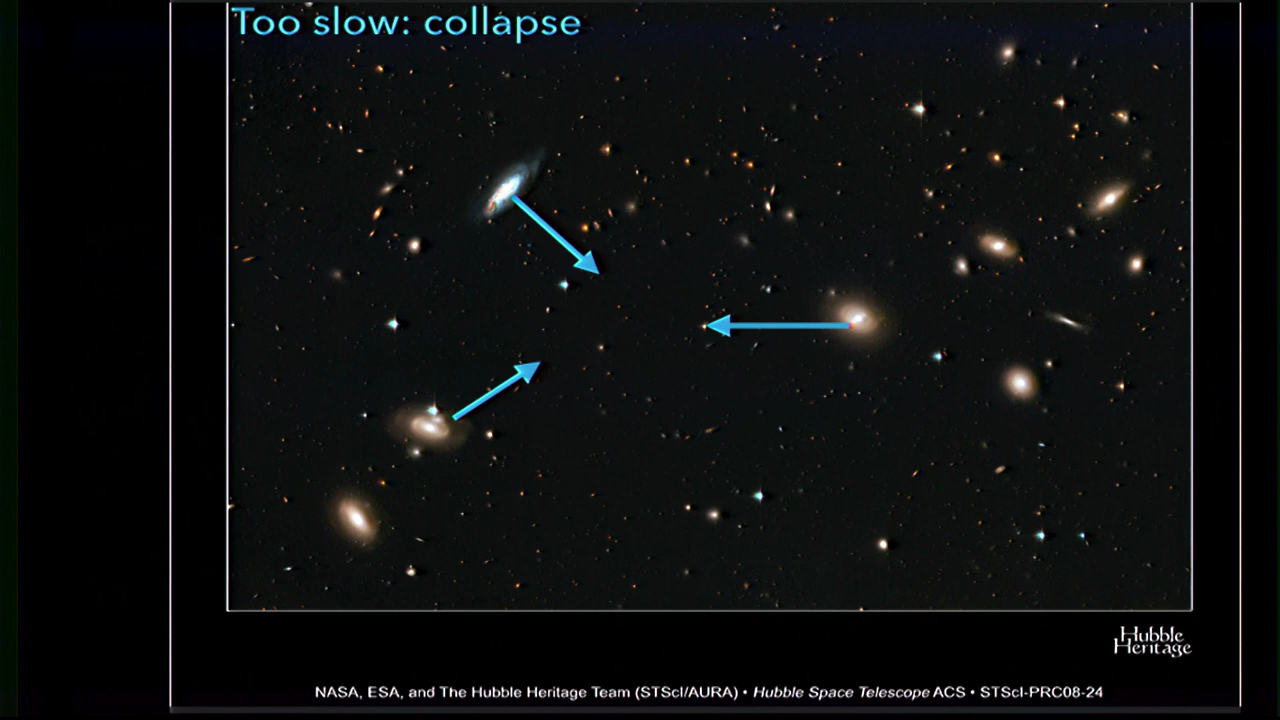 Too slow: collapse
Hubble
Heritage
NASA, ESA, and The Hubble Heritage Team (STScI/AURA) • Hubble Space Telescope ACS • STScI-PRC08-24